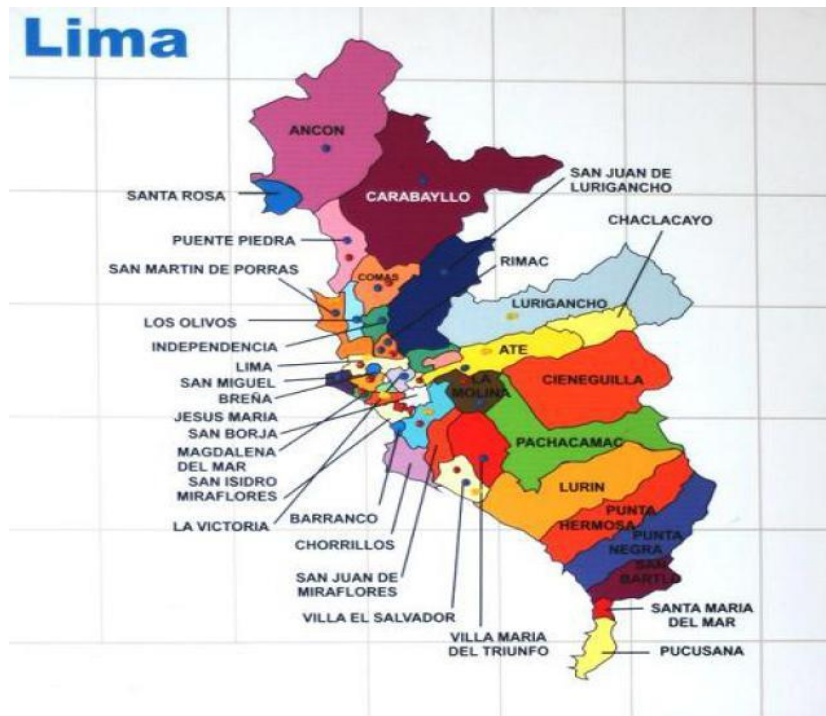 Lima
ANCON
SANTA ROSA
CARABAYLLO
SAN JUAN DE
LURIGANCHO
CHACLACAYO
PUENTE PIEDRA
RIMAC
SAN MARTIN DE PORRAS
COMAS
LURIGANCHO
LOS OLIVOS
INDEPENDENCIA
ATE
LIMA
SAN MIGUEL
BREÑA
LA
MOLINA
CIENEGUILLA
JESUS MARIA
SAN BORJA
MAGDALENA
DEL MAR
PACHACAMAC
SAN ISIDRO
MIRAFLORES
LURIN
LA VICTORIA
BARRANCO
PUNTA
HERMOSA
CHORRILLOS
PUNTA
NEGRA
SAN
BARTLO
SAN JUAN DE
MIRAFLORES
VILLA EL SALVADOR
SANTA MARIA
DEL MAR
VILLA MARIA
DEL TRIUNFO
PUCUSANA